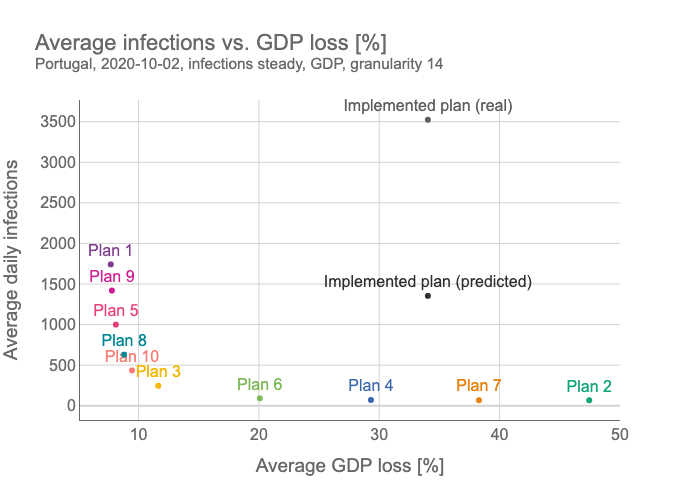 Average infections vs. GDP loss [%]
Portugal, 2020-10-02, infections steady, GDP, granularity 14
Implemented plan (real)
3500
3000
2500
2000
1500
1000
500
0
Average daily infections
Plan 1
Plan 9
Implemented plan (predicted)
Plan 5
Plan 8
Plan 10
Plan 3
Plan 6
Plan 4
Plan 7
Plan 2
10
20
30
40
50
Average GDP loss [%]